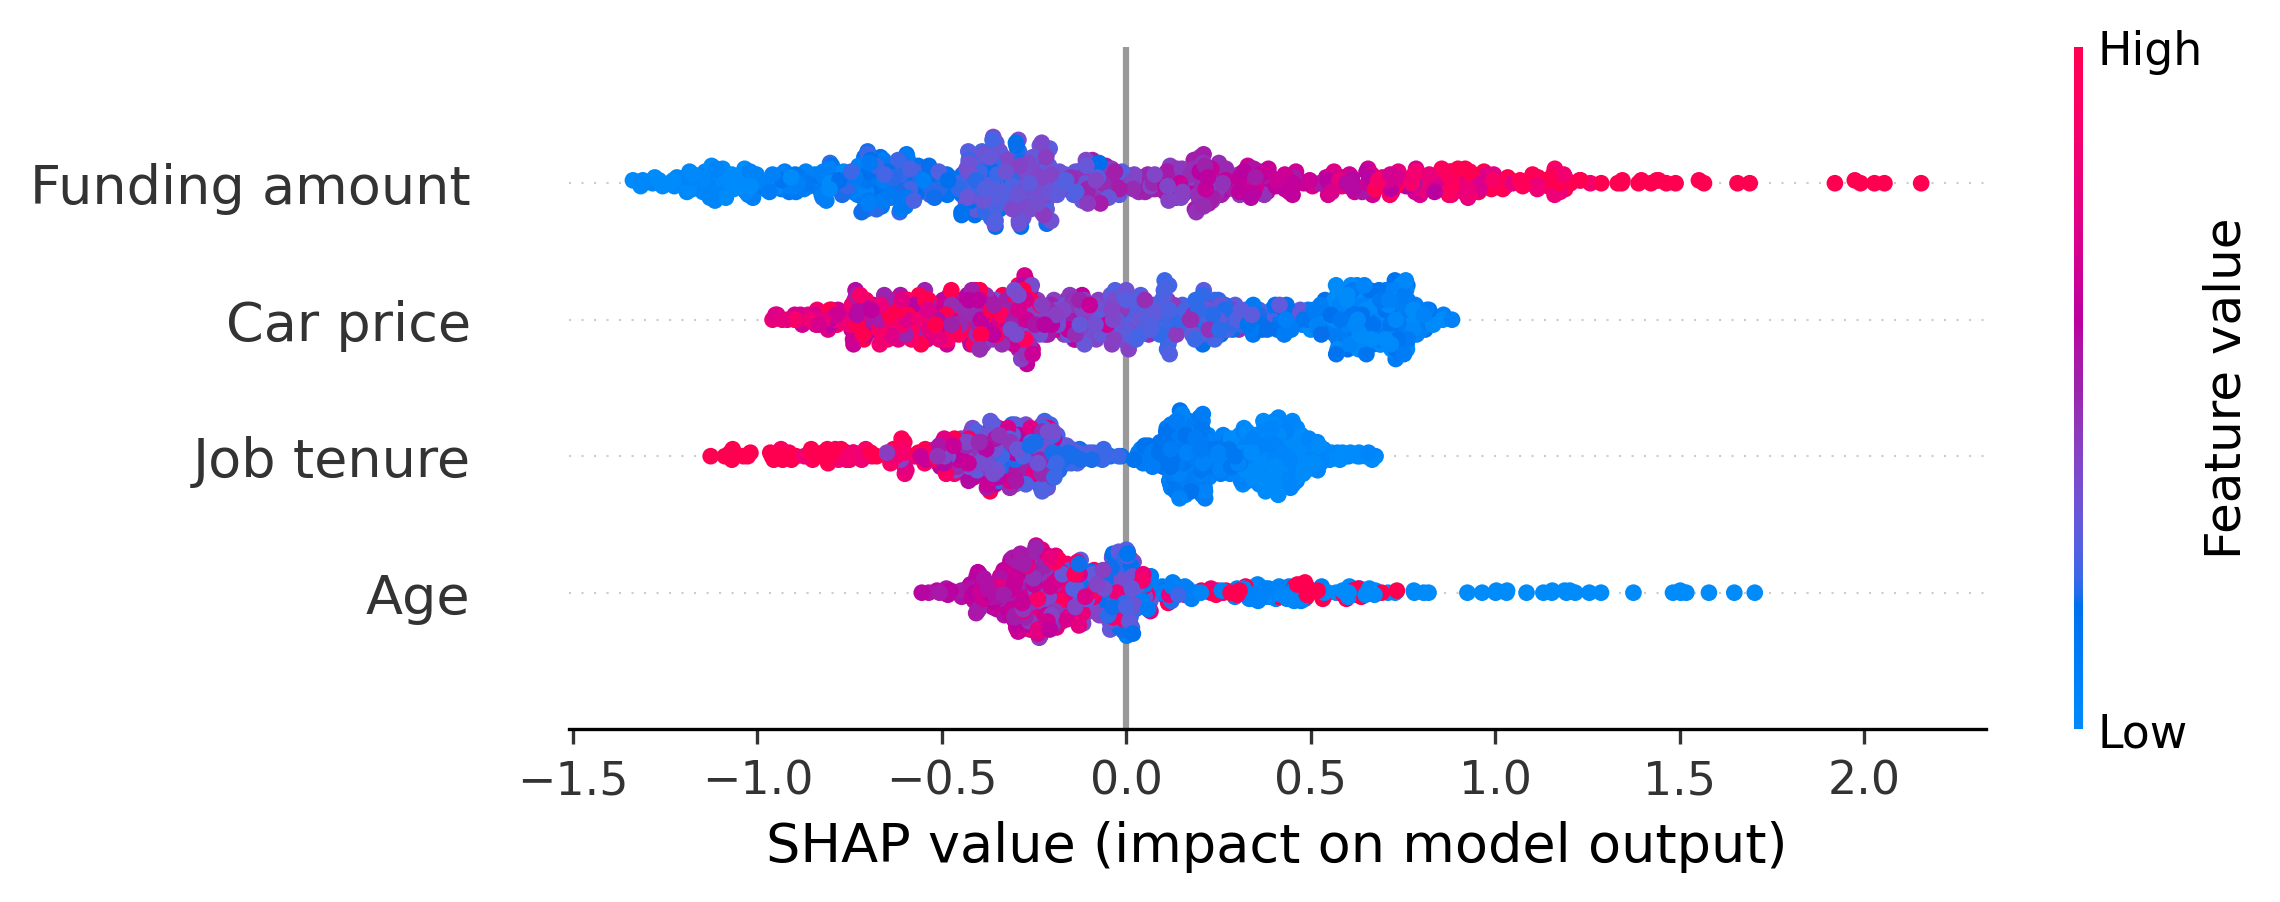 High
Funding amount
Car price
Job tenure
Age
Feature value
Low
−1.5 −1.0 −0.5 0.0 0.5 1.0 1.5 2.0
SHAP value (impact on model output)